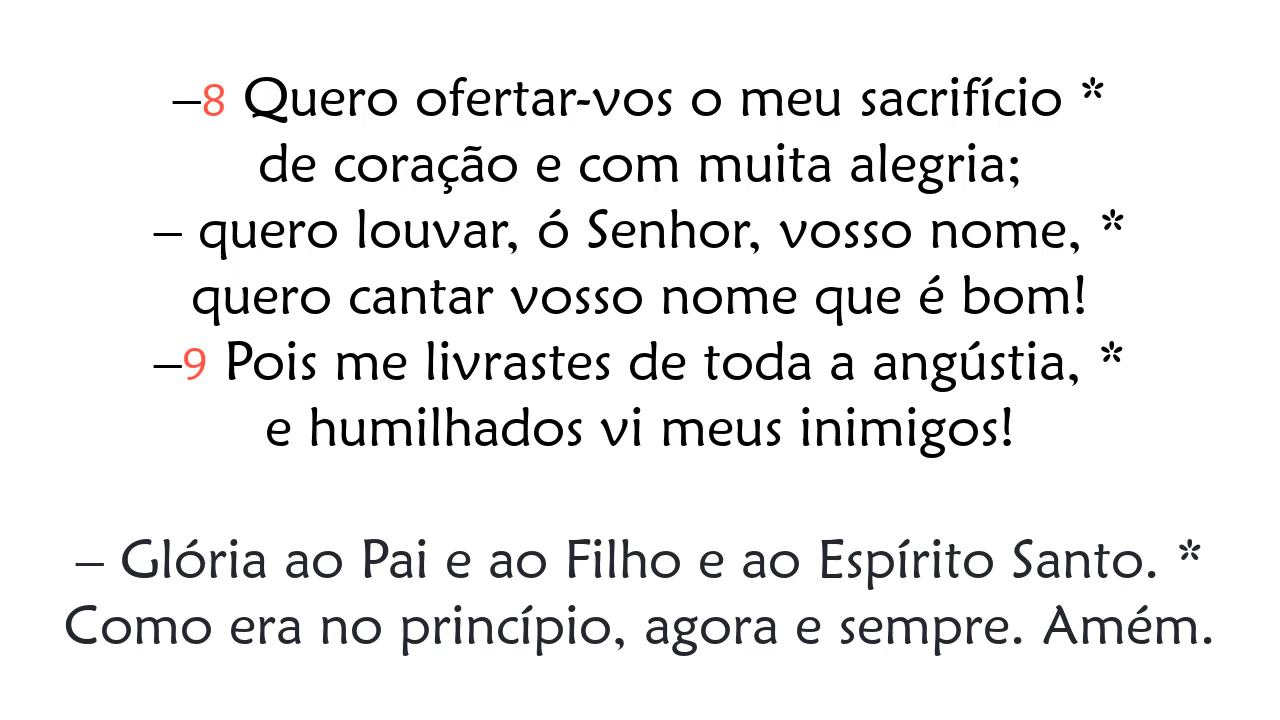 –8 Quero ofertar-vos o meu sacrifício *
de coração e com muita alegria;
– quero louvar, ó Senhor, vosso nome, *
quero cantar vosso nome que é bom!
–9 Pois me livrastes de toda a angústia, *
e humilhados vi meus inimigos!
– Glória ao Pai e ao Filho e ao Espírito Santo. *
Como era no princípio, agora e sempre. Amém.